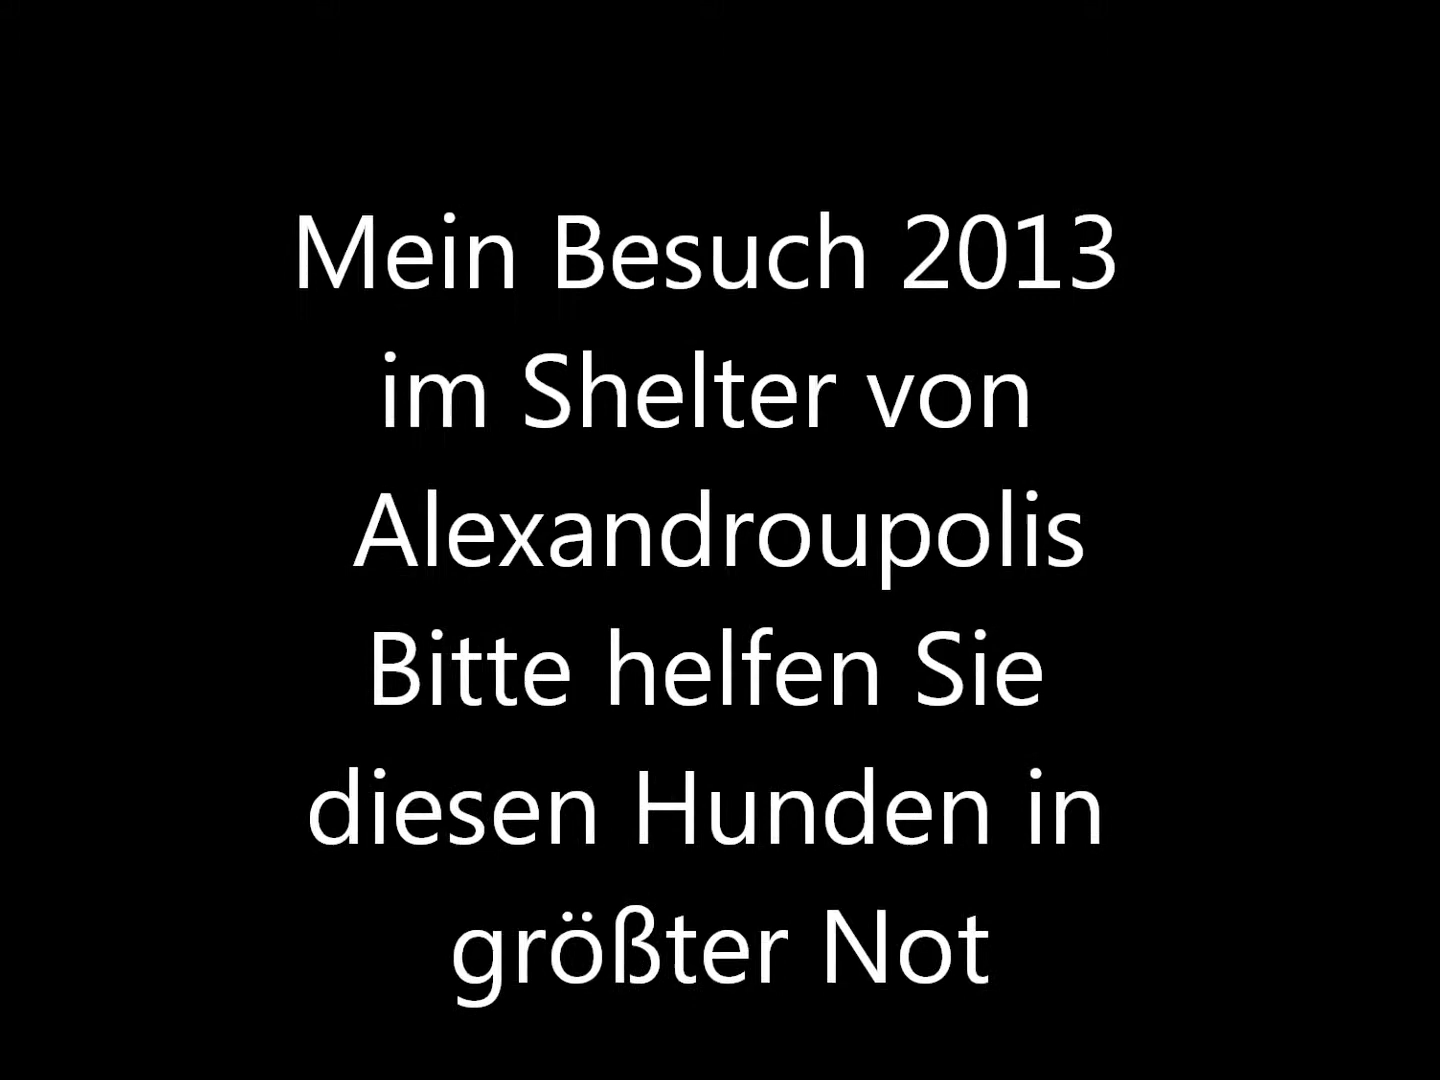 Mein Besuch 2013
im Shelter von
Alexandroupolis
Bitte helfen Sie
diesen Hunden in
größter Not